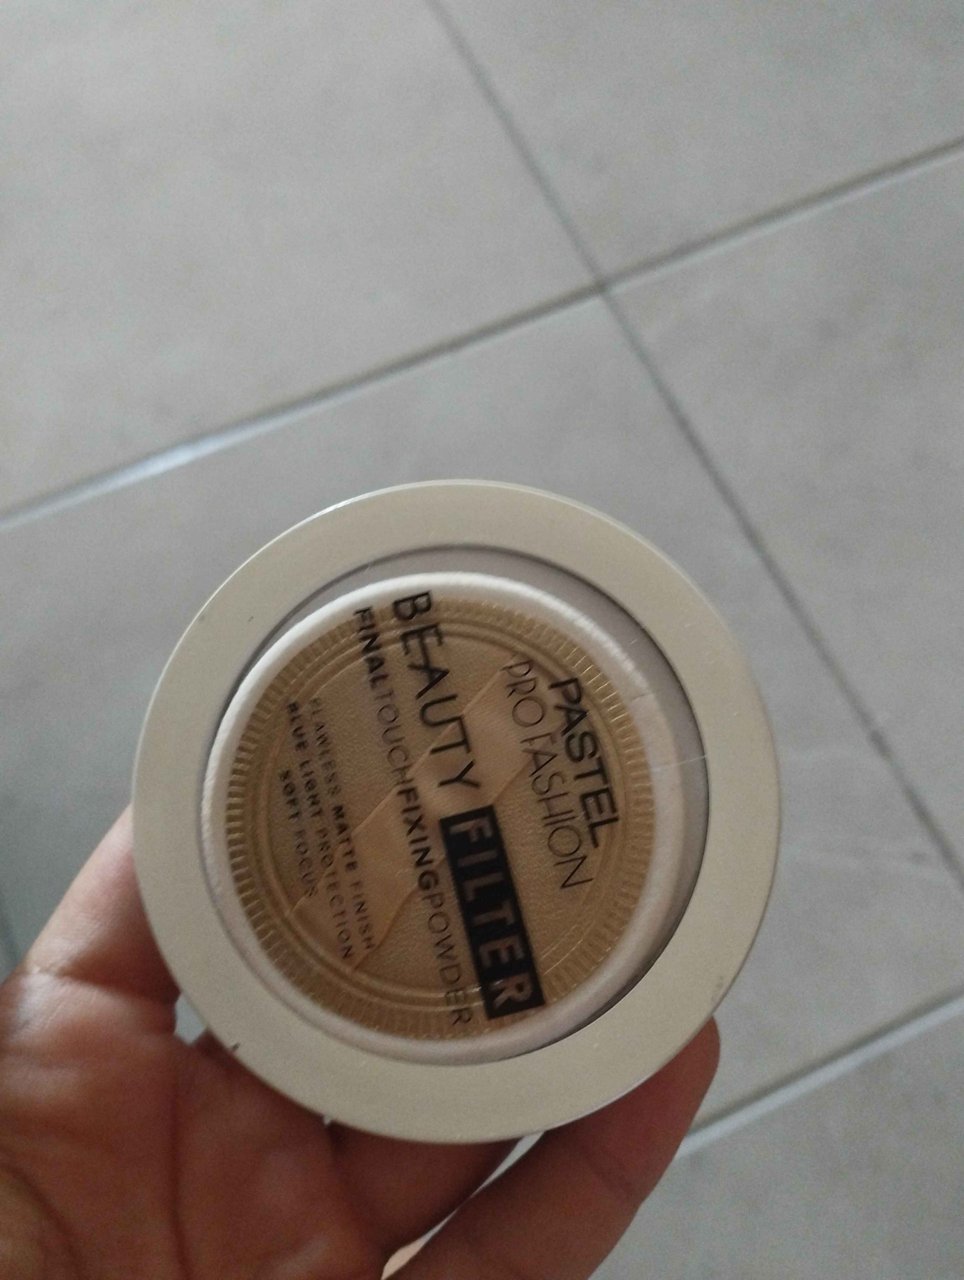 PASTEL
PROFASHION
BEAUTY FILTER
FINALTOUCHFIXINGPOWDER
FLAWLESS MATTE FINISH
BLUE LIGHT PROTECTION
SOFT FOCUS